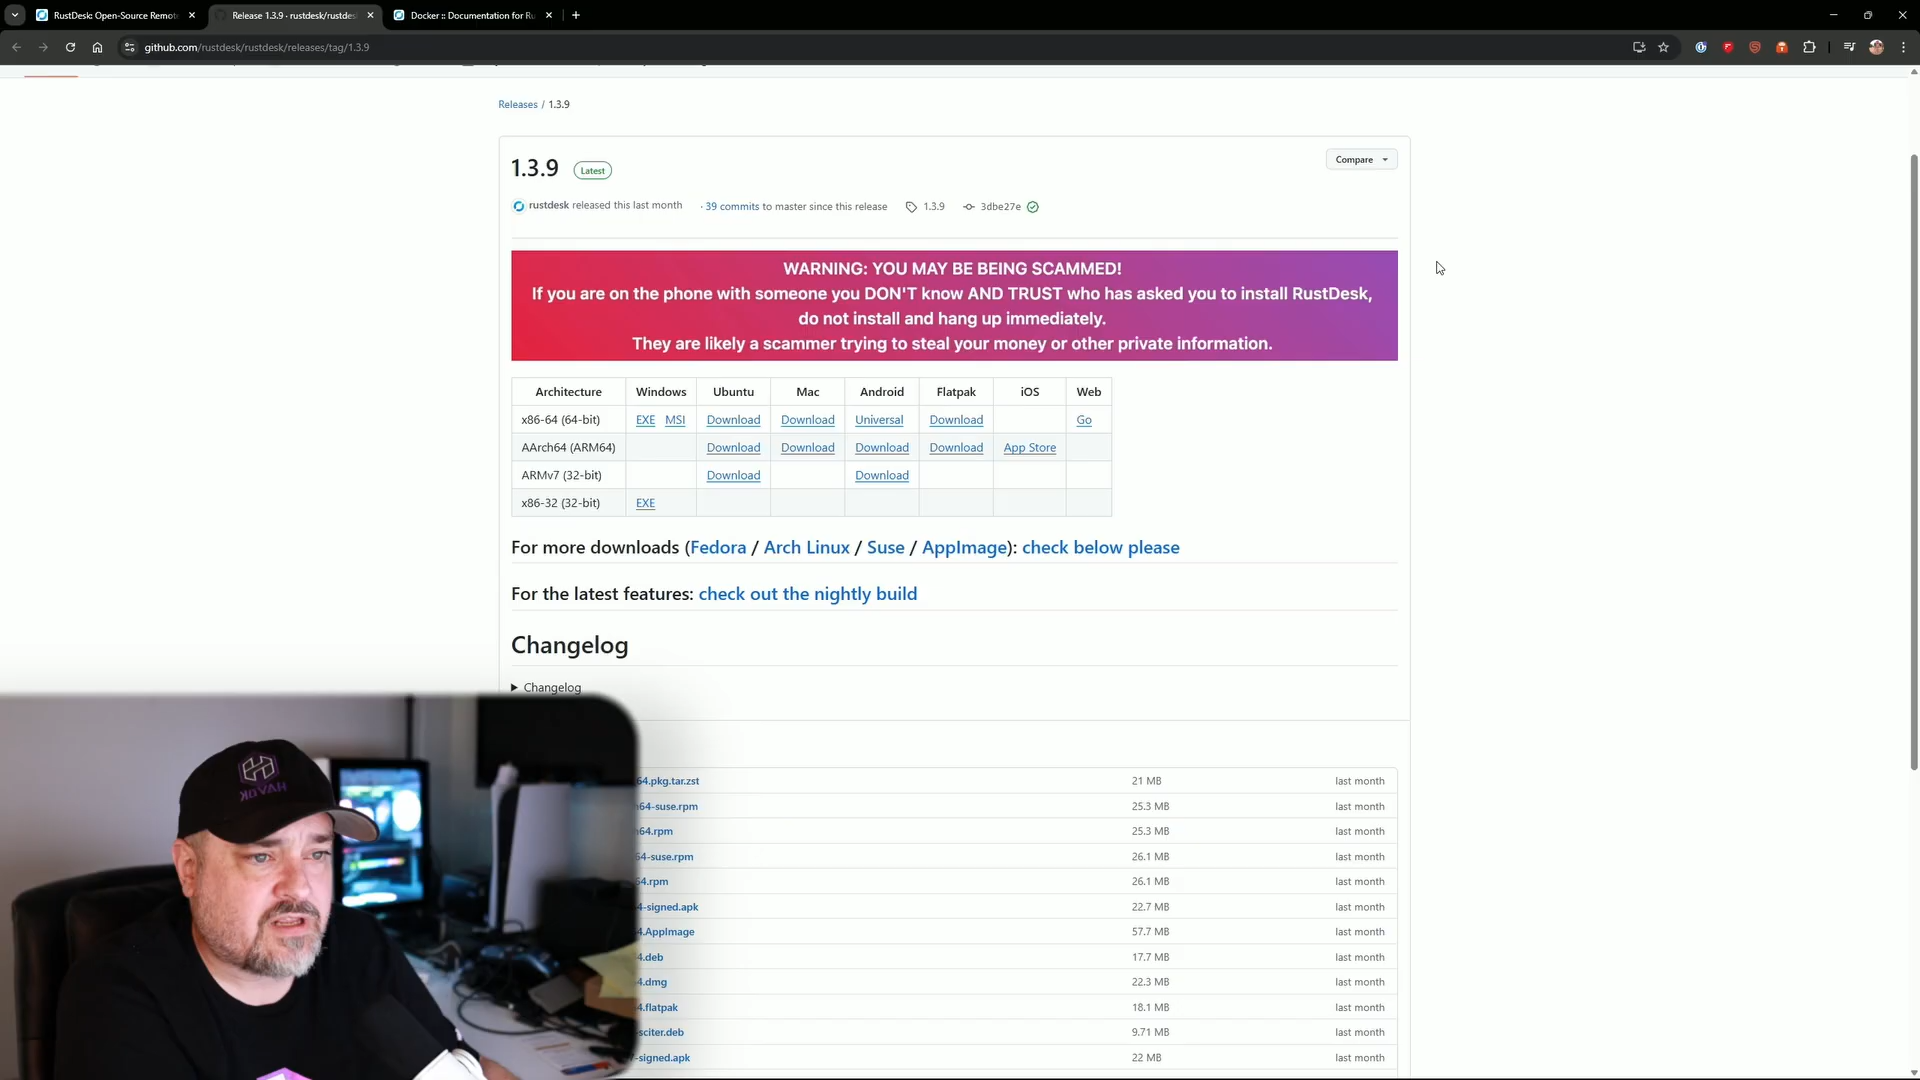 RustDesk: Open-Source Remot
Release 1.3.9 · rustdesk/rustdesk
Docker :: Documentation for Ru
github.com/rustdesk/rustdesk/releases/tag/1.3.9
Releases / 1.3.9
1.3.9 Latest
Compare
rustdesk released this last month · 39 commits to master since this release 1.3.9 3dbe27e
WARNING: YOU MAY BE BEING SCAMMED!
If you are on the phone with someone you DON'T know AND TRUST who has asked you to install RustDesk,
do not install and hang up immediately.
They are likely a scammer trying to steal your money or other private information.
Architecture Windows Ubuntu Mac Android Flatpak iOS Web
x86-64 (64-bit) EXE MSI Download Download Universal Download Go
AArch64 (ARM64) Download Download Download Download App Store
ARMv7 (32-bit) Download Download
x86-32 (32-bit) EXE
For more downloads (Fedora / Arch Linux / Suse / AppImage): check below please
For the latest features: check out the nightly build
Changelog
Changelog
64.pkg.tar.zst 21 MB last month
h64-suse.rpm 25.3 MB last month
h64.rpm 25.3 MB last month
64-suse.rpm 26.1 MB last month
64.rpm 26.1 MB last month
4-signed.apk 22.7 MB last month
4.AppImage 57.7 MB last month
4.deb 17.7 MB last month
4.dmg 22.3 MB last month
4.flatpak 18.1 MB last month
-sciter.deb 9.71 MB last month
-signed.apk 22 MB last month
HAVOK